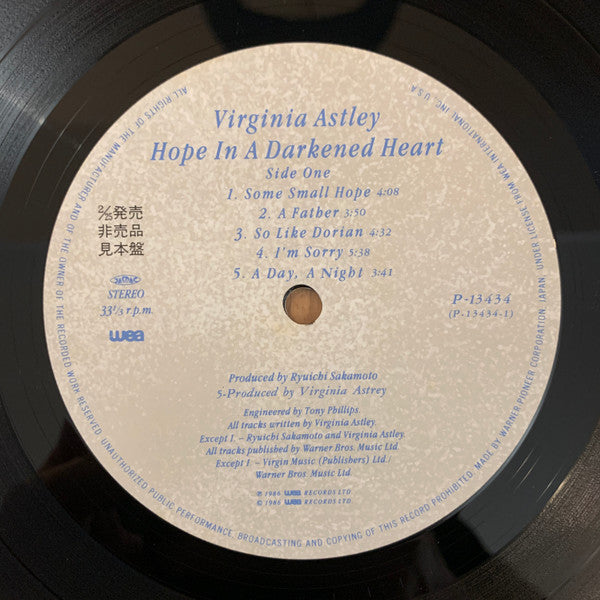 Virginia Astley
Hope In A Darkened Heart
Side One
1. Some Small Hope 4:08
2. A Father 3:50
3. So Like Dorian 4:32
4. I'm Sorry 5:38
5. A Day, A Night 3:41
2/25発売
非売品
見本盤
JASRAC
STEREO
33 1/3 r.p.m.
wea
P-13434
(P-13434-1)
Produced by Ryuichi Sakamoto
5-Produced by Virginia Astrey
Engineered by Tony Phillips.
All tracks written by Virginia Astley.
Except 1. – Ryuichi Sakamoto and Virginia Astley.
All tracks published by Warner Bros. Music Ltd.
Except 1. – Virgin Music (Publishers) Ltd./
Warner Bros. Music Ltd.
℗ 1986 wea RECORDS LTD.
© 1986 wea RECORDS LTD.
ALL RIGHTS OF THE MANUFACTURER AND OF THE OWNER OF THE RECORDED WORK RESERVED. UNAUTHORIZED PUBLIC PERFORMANCE, BROADCASTING AND COPYING OF THIS RECORD PROHIBITED. MADE BY WARNER-PIONEER CORPORATION, JAPAN, UNDER LICENSE FROM WEA INTERNATIONAL INC., U.S.A.